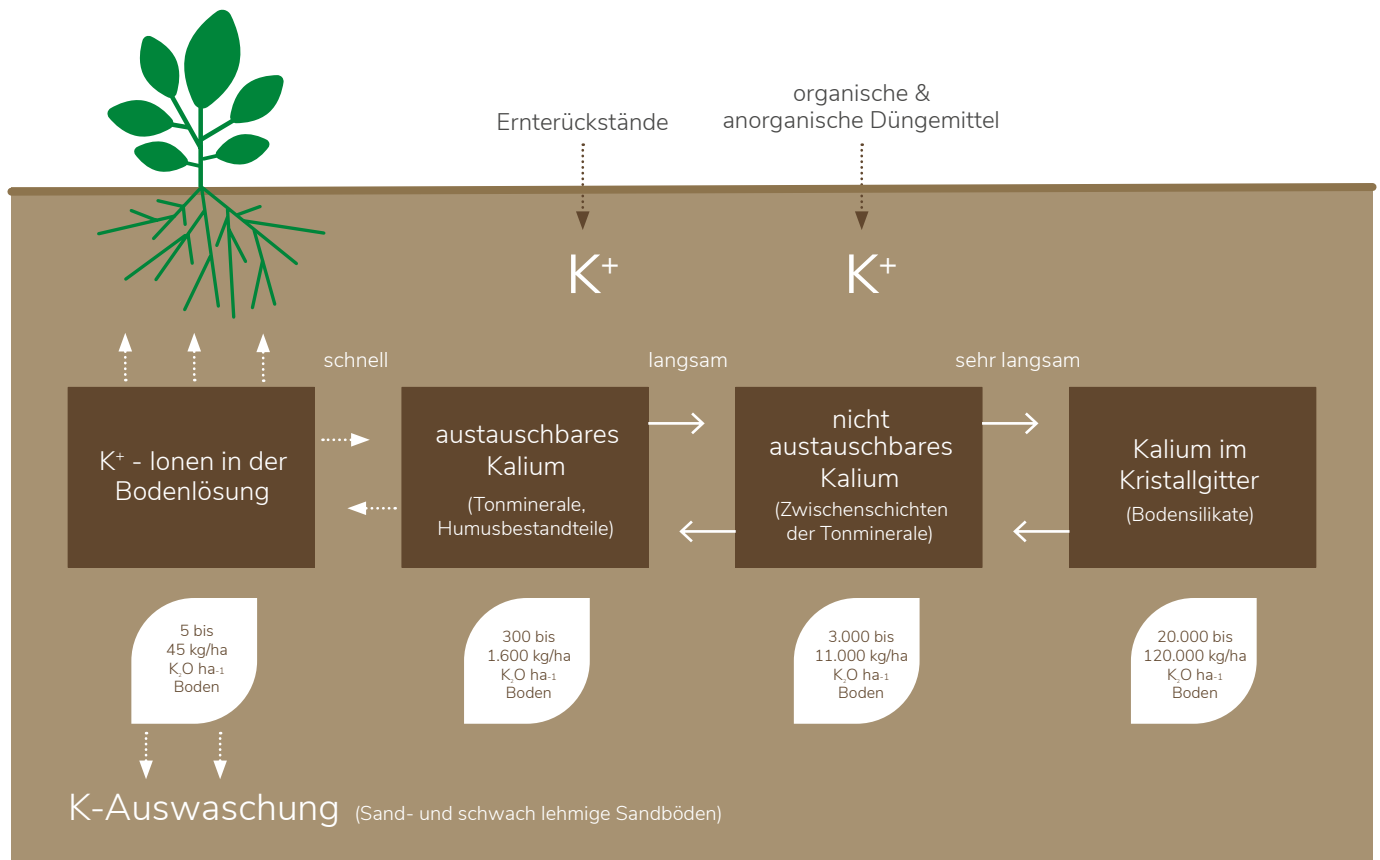 Ernterückstände
organische &
anorganische Düngemittel
K⁺
K⁺
schnell
langsam
sehr langsam
K⁺ - Ionen in der
Bodenlösung
austauschbares
Kalium
(Tonminerale,
Humusbestandteile)
nicht
austauschbares
Kalium
(Zwischenschichten
der Tonminerale)
Kalium im
Kristallgitter
(Bodensilikate)
5 bis
45 kg/ha
K₂O ha-1
Boden
300 bis
1.600 kg/ha
K₂O ha-1
Boden
3.000 bis
11.000 kg/ha
K₂O ha-1
Boden
20.000 bis
120.000 kg/ha
K₂O ha-1
Boden
K-Auswaschung (Sand- und schwach lehmige Sandböden)